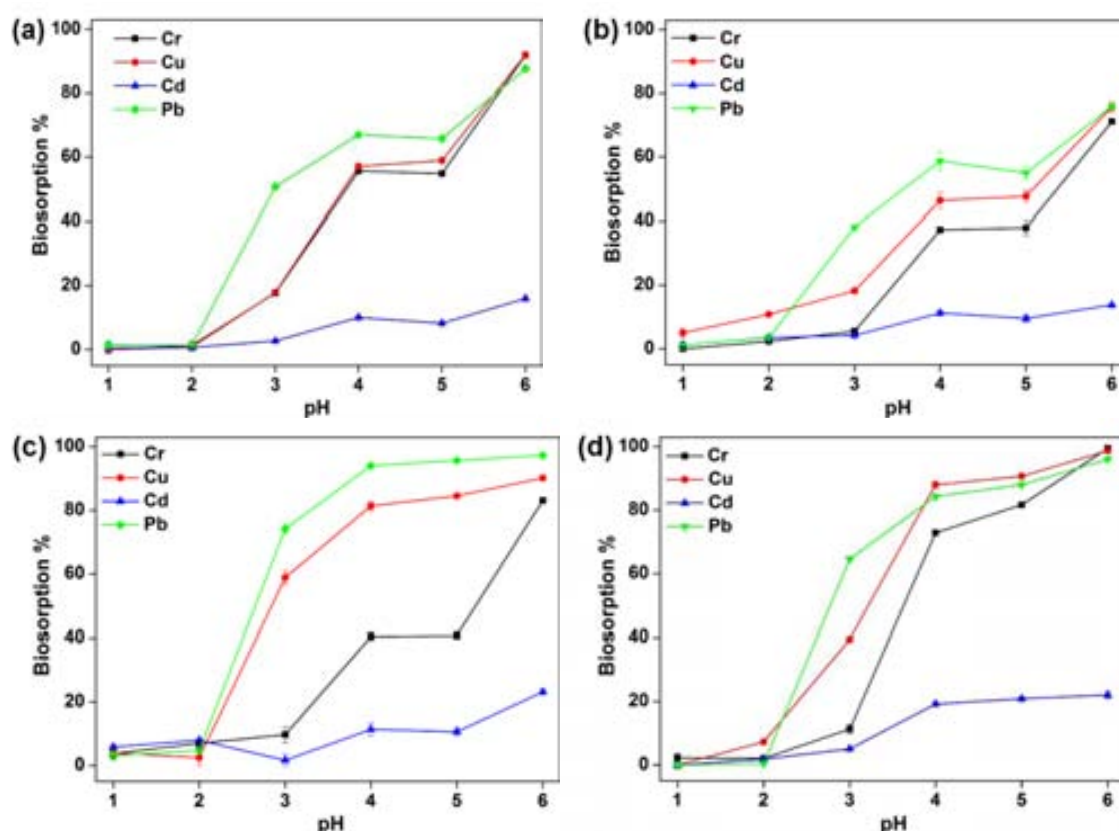 (a)
Cr
Cu
Cd
Pb
Biosorption %
100
80
60
40
20
0
1 2 3 4 5 6
pH
(b)
Cr
Cu
Cd
Pb
Biosorption %
100
80
60
40
20
0
1 2 3 4 5 6
pH
(c)
Cr
Cu
Cd
Pb
Biosorption %
100
80
60
40
20
0
1 2 3 4 5 6
pH
(d)
Cr
Cu
Cd
Pb
Biosorption %
100
80
60
40
20
0
1 2 3 4 5 6
pH